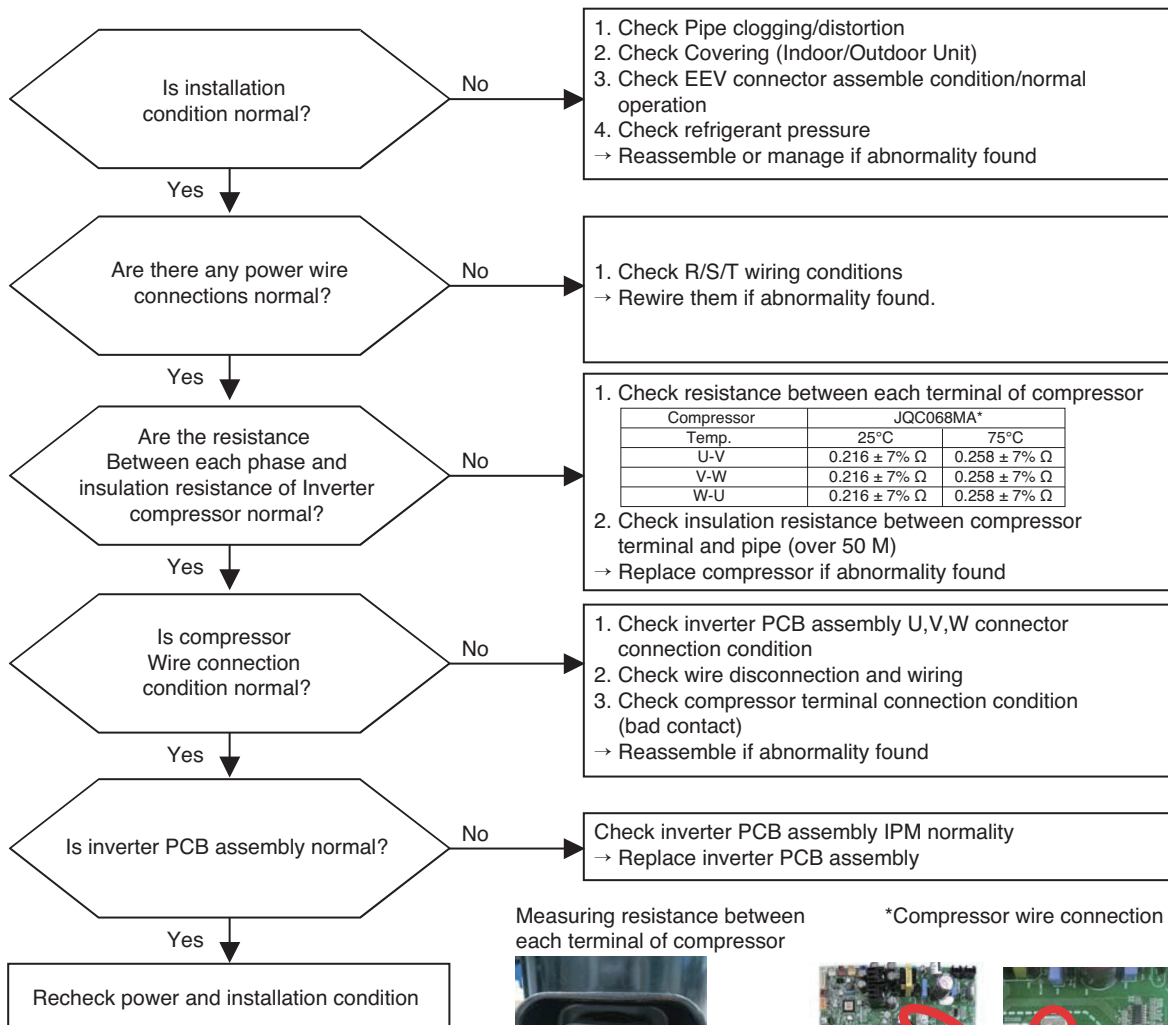 Is installation
condition normal?
No
1. Check Pipe clogging/distortion
2. Check Covering (Indoor/Outdoor Unit)
3. Check EEV connector assemble condition/normal
operation
4. Check refrigerant pressure
→ Reassemble or manage if abnormality found
Yes
Are there any power wire
connections normal?
No
1. Check R/S/T wiring conditions
→ Rewire them if abnormality found.
Yes
Are the resistance
Between each phase and
insulation resistance of Inverter
compressor normal?
No
1. Check resistance between each terminal of compressor
Compressor JQC068MA*
Temp. 25°C 75°C
U-V 0.216 ± 7% Ω 0.258 ± 7% Ω
V-W 0.216 ± 7% Ω 0.258 ± 7% Ω
W-U 0.216 ± 7% Ω 0.258 ± 7% Ω
2. Check insulation resistance between compressor
terminal and pipe (over 50 M)
→ Replace compressor if abnormality found
Yes
Is compressor
Wire connection
condition normal?
No
1. Check inverter PCB assembly U,V,W connector
connection condition
2. Check wire disconnection and wiring
3. Check compressor terminal connection condition
(bad contact)
→ Reassemble if abnormality found
Yes
Is inverter PCB assembly normal?
No
Check inverter PCB assembly IPM normality
→ Replace inverter PCB assembly
Yes
Recheck power and installation condition
Measuring resistance between
each terminal of compressor
*Compressor wire connection